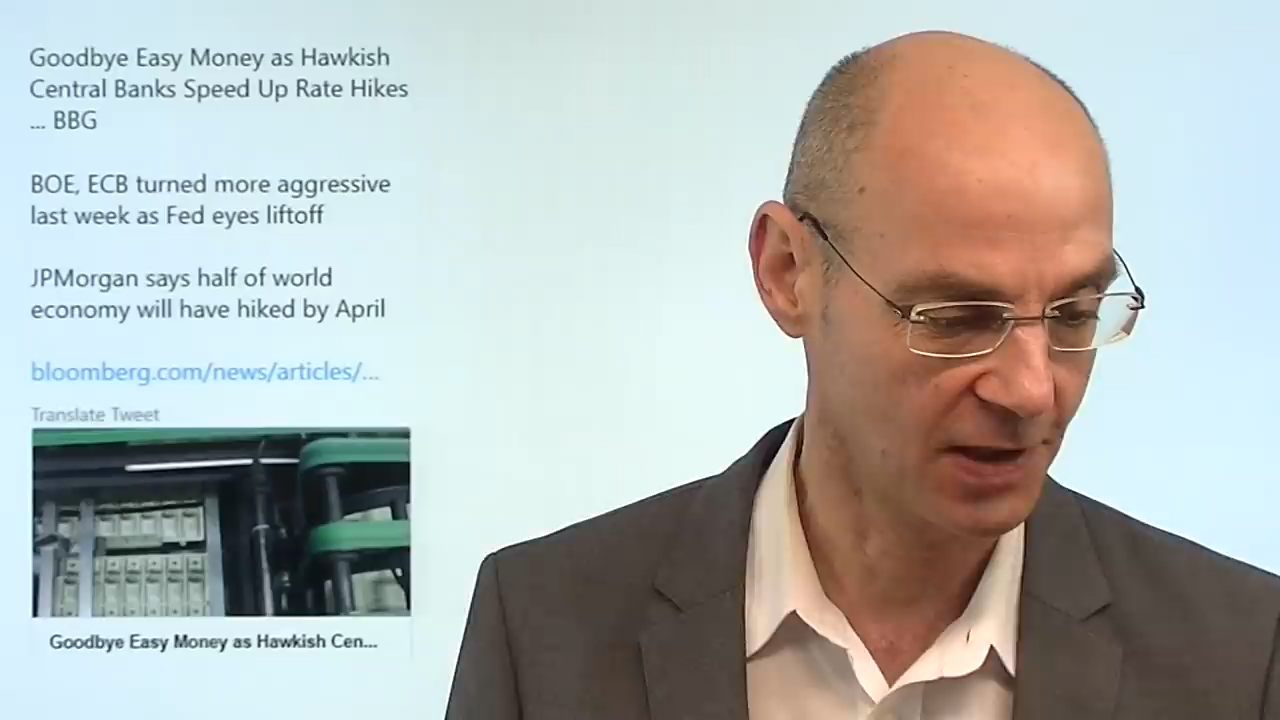 Goodbye Easy Money as Hawkish
Central Banks Speed Up Rate Hikes
... BBG
BOE, ECB turned more aggressive
last week as Fed eyes liftoff
JPMorgan says half of world
economy will have hiked by April
bloomberg.com/news/articles/...
Translate Tweet
Goodbye Easy Money as Hawkish Cen...